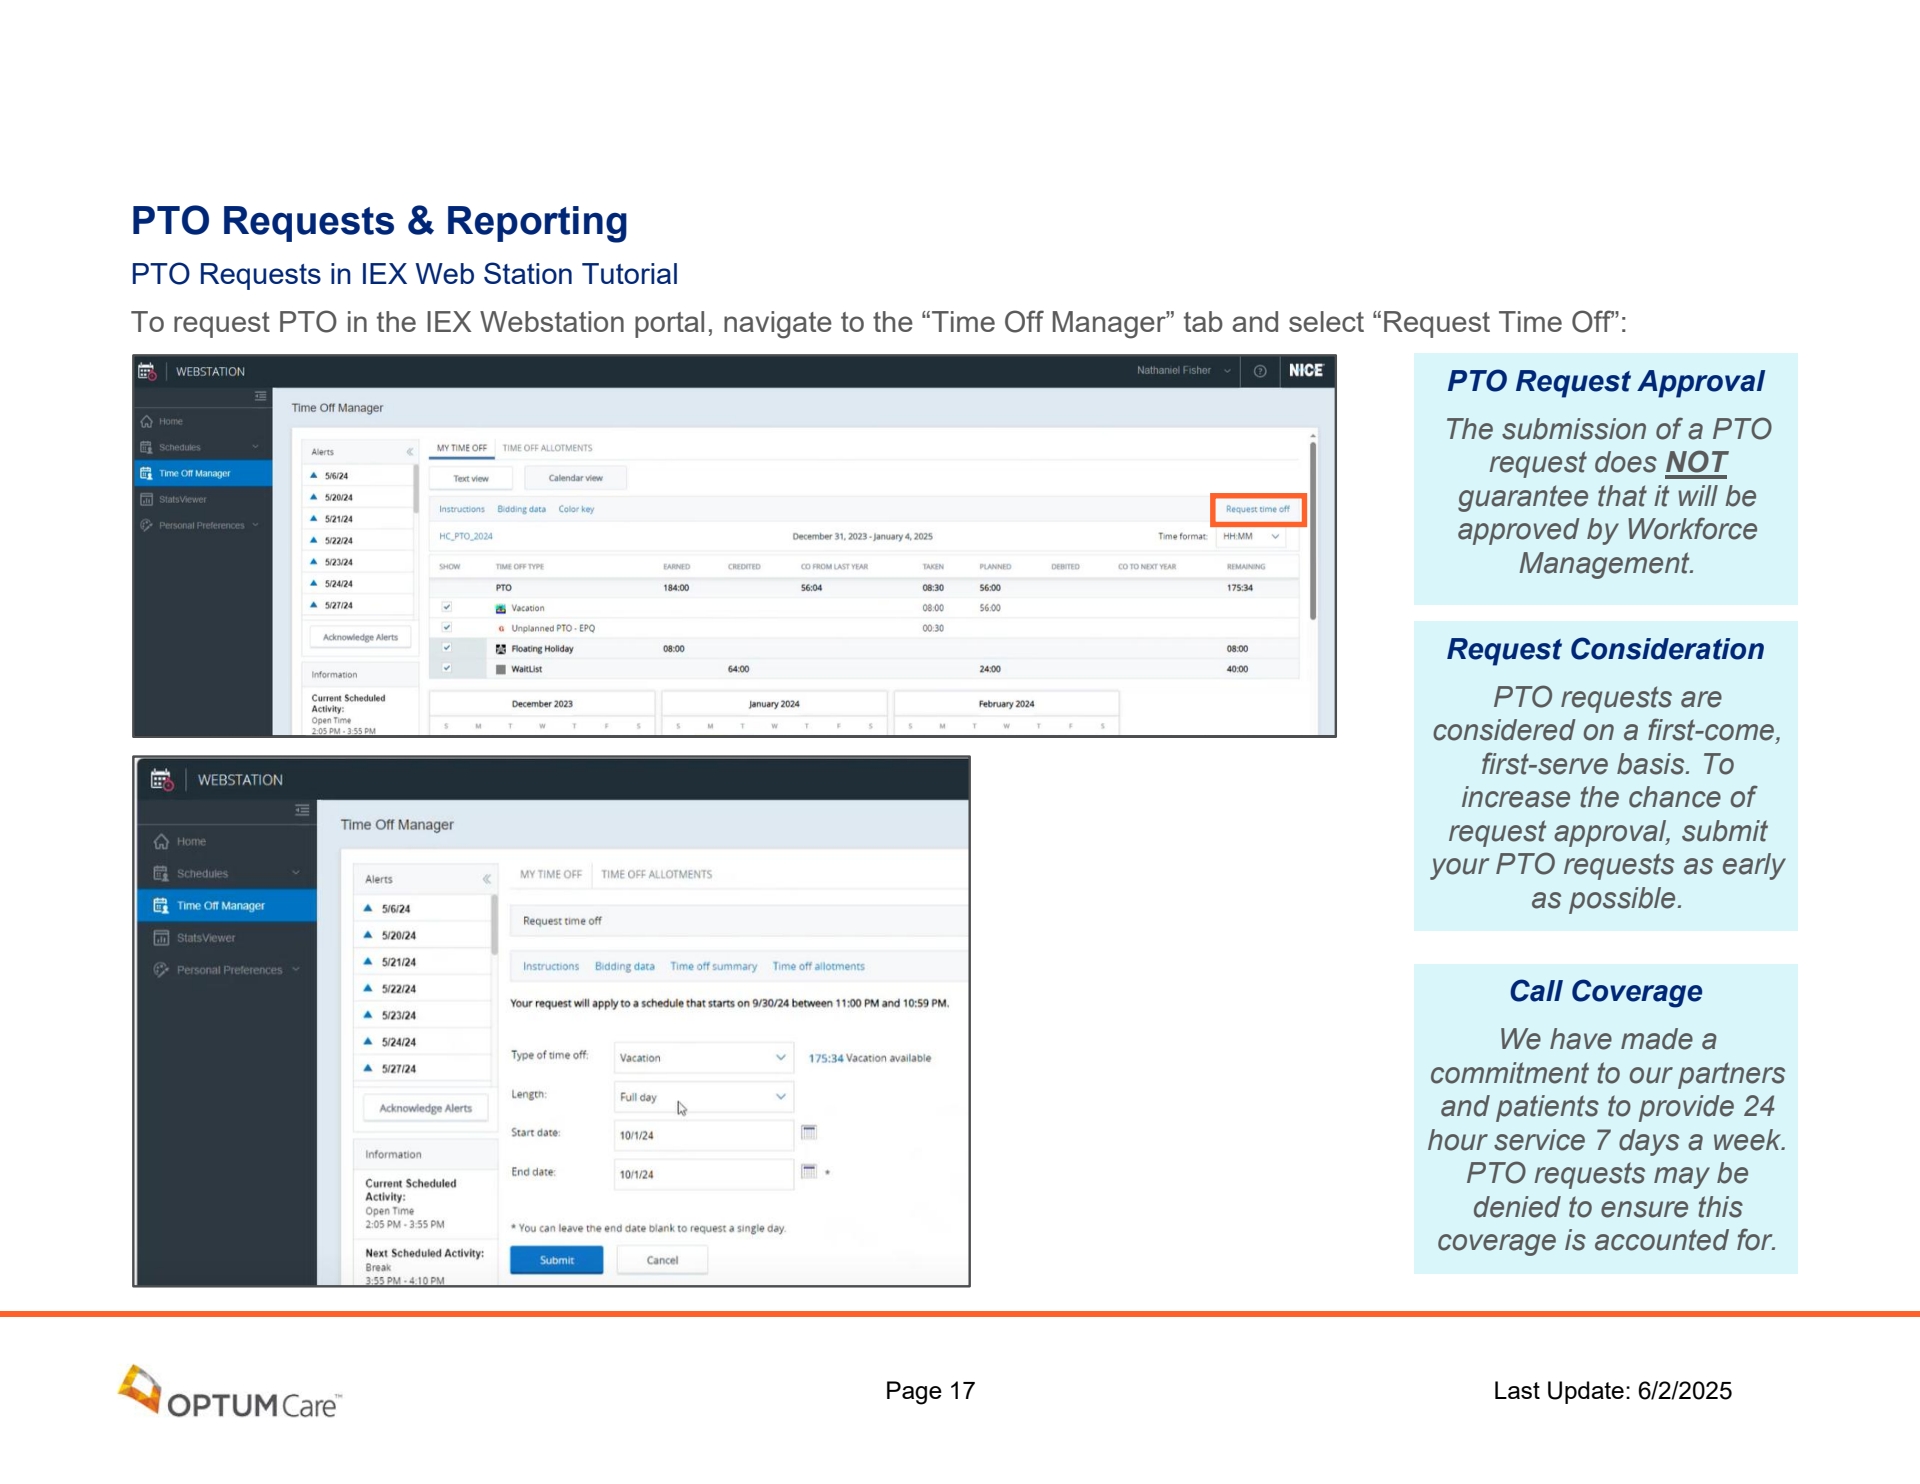 PTO Requests & Reporting
PTO Requests in IEX Web Station Tutorial
To request PTO in the IEX Webstation portal, navigate to the “Time Off Manager” tab and select “Request Time Off”:
WEBSTATION
Nathaniel Fisher
NICE
Home
Schedules
Time Off Manager
StatsViewer
Personal Preferences
Time Off Manager
Alerts
5/6/24
5/20/24
5/21/24
5/22/24
5/23/24
5/24/24
5/27/24
Acknowledge Alerts
Information
Current Scheduled
Activity:
Open Time
2:05 PM - 3:55 PM
MY TIME OFF TIME OFF ALLOTMENTS
Text view Calendar view
Instructions Bidding data Color key Request time off
HC_PTO_2024 December 31, 2023 - January 4, 2025 Time format: HH:MM
SHOW TIME OFF TYPE EARNED CREDITED CO FROM LAST YEAR TAKEN PLANNED DEBITED CO TO NEXT YEAR REMAINING
PTO 184:00 56:04 08:30 56:00 175:34
Vacation 08:00 56:00
G Unplanned PTO - EPQ 00:30
Floating Holiday 08:00 08:00
WaitList 64:00 24:00 40:00
December 2023 January 2024 February 2024
S M T W T F S S M T W T F S S M T W T F S
WEBSTATION
Home
Schedules
Time Off Manager
StatsViewer
Personal Preferences
Time Off Manager
Alerts
5/6/24
5/20/24
5/21/24
5/22/24
5/23/24
5/24/24
5/27/24
Acknowledge Alerts
Information
Current Scheduled
Activity:
Open Time
2:05 PM - 3:55 PM
Next Scheduled Activity:
Break
3:55 PM - 4:10 PM
MY TIME OFF TIME OFF ALLOTMENTS
Request time off
Instructions Bidding data Time off summary Time off allotments
Your request will apply to a schedule that starts on 9/30/24 between 11:00 PM and 10:59 PM.
Type of time off: Vacation 175:34 Vacation available
Length: Full day
Start date: 10/1/24
End date: 10/1/24 *
* You can leave the end date blank to request a single day.
Submit Cancel
PTO Request Approval
The submission of a PTO
request does NOT
guarantee that it will be
approved by Workforce
Management.
Request Consideration
PTO requests are
considered on a first-come,
first-serve basis. To
increase the chance of
request approval, submit
your PTO requests as early
as possible.
Call Coverage
We have made a
commitment to our partners
and patients to provide 24
hour service 7 days a week.
PTO requests may be
denied to ensure this
coverage is accounted for.
OPTUMCare™
Page 17
Last Update: 6/2/2025